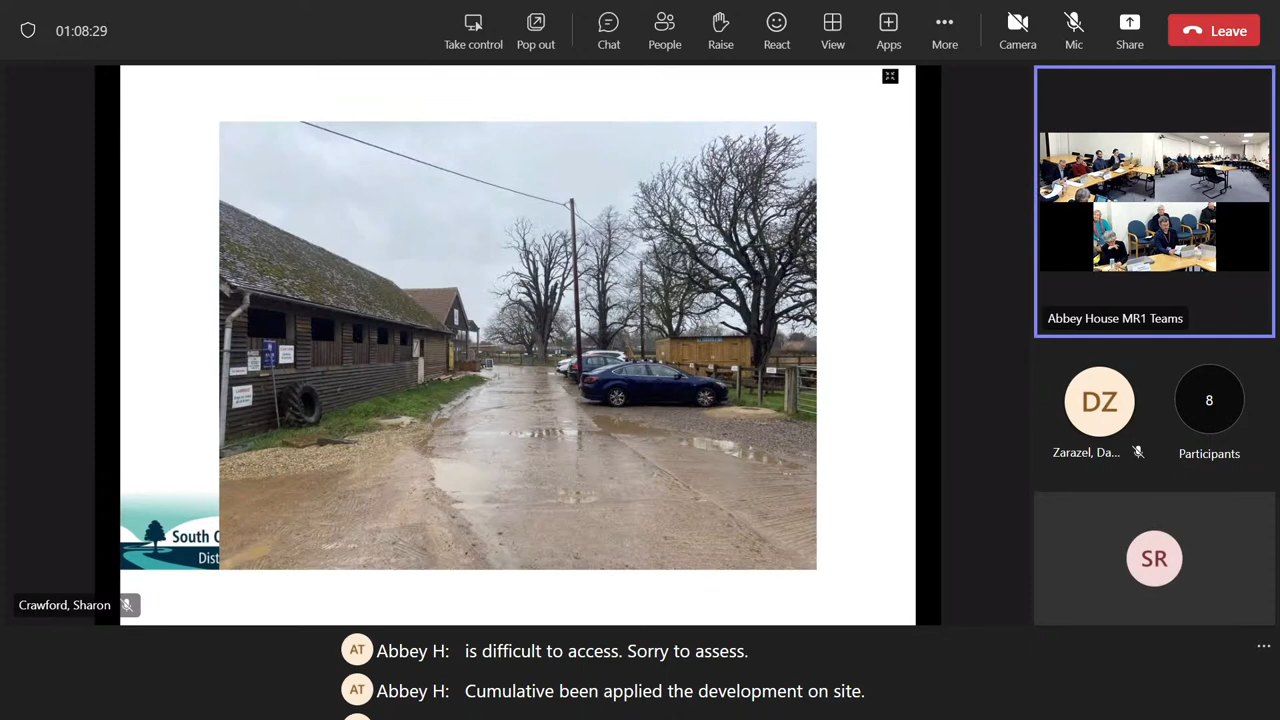 01:08:29
Take control
Pop out
Chat
People
Raise
React
View
Apps
More
Camera
Mic
Share
Leave
South
Dist
Crawford, Sharon
Abbey House MR1 Teams
DZ
Zarazel, Da...
8
Participants
SR
AT Abbey H: is difficult to access. Sorry to assess.
AT Abbey H: Cumulative been applied the development on site.